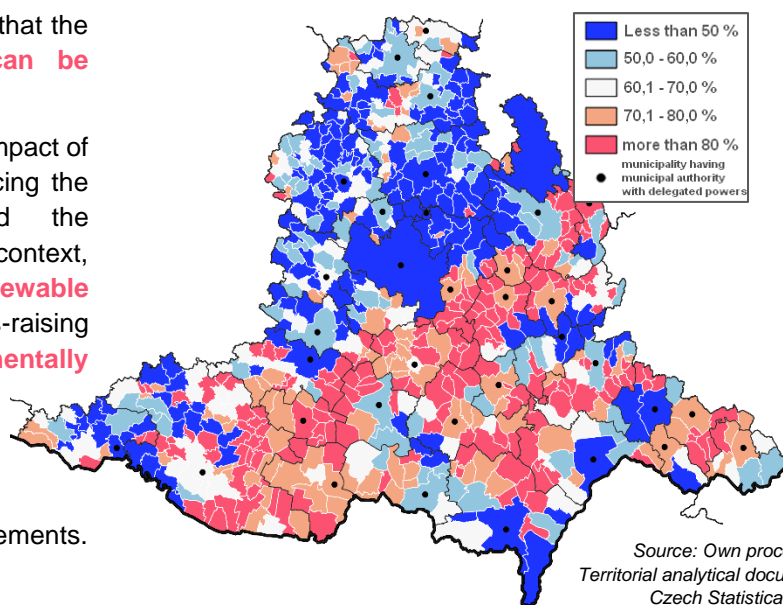 that the
can be
mpact of
cing the
d the
context,
ewable
s-raising
nentally
ements.
Less than 50 %
50,0 - 60,0 %
60,1 - 70,0 %
70,1 - 80,0 %
more than 80 %
municipality having
municipal authority
with delegated powers
Source: Own proce
Territorial analytical docu
Czech Statistica